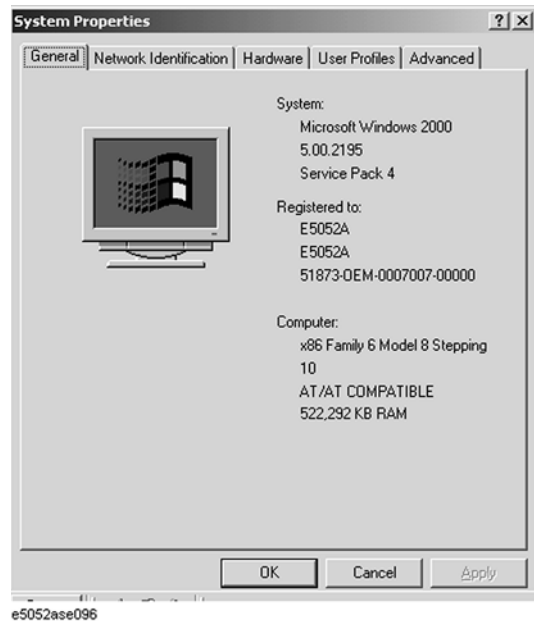 System Properties
General Network Identification Hardware User Profiles Advanced
System:
Microsoft Windows 2000
5.00.2195
Service Pack 4
Registered to:
E5052A
E5052A
51873-OEM-0007007-00000
Computer:
x86 Family 6 Model 8 Stepping
10
AT/AT COMPATIBLE
522,292 KB RAM
OK Cancel Apply
e5052ase096